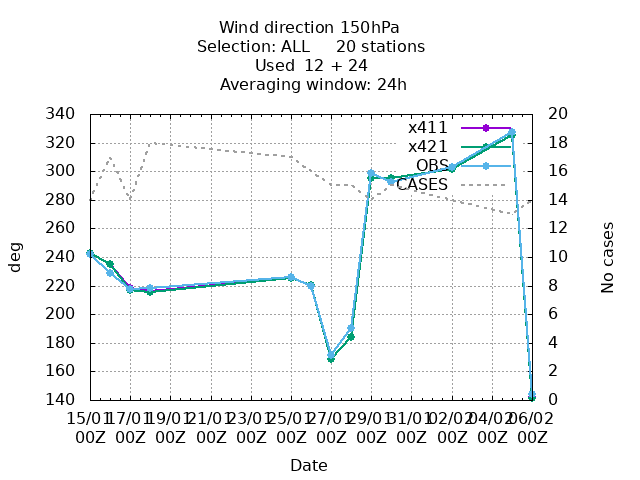 Wind direction 150hPa
Selection: ALL 20 stations
Used 12 + 24
Averaging window: 24h
340 20
320 18
300 16
280 14
260 12
240 10
220 8
200 6
180 4
160 2
140 0
x411
x421
OBS
CASES
deg
No cases
15/01 17/01 19/01 21/01 23/01 25/01 27/01 29/01 31/01 02/02 04/02 06/02
00Z 00Z 00Z 00Z 00Z 00Z 00Z 00Z 00Z 00Z 00Z 00Z
Date